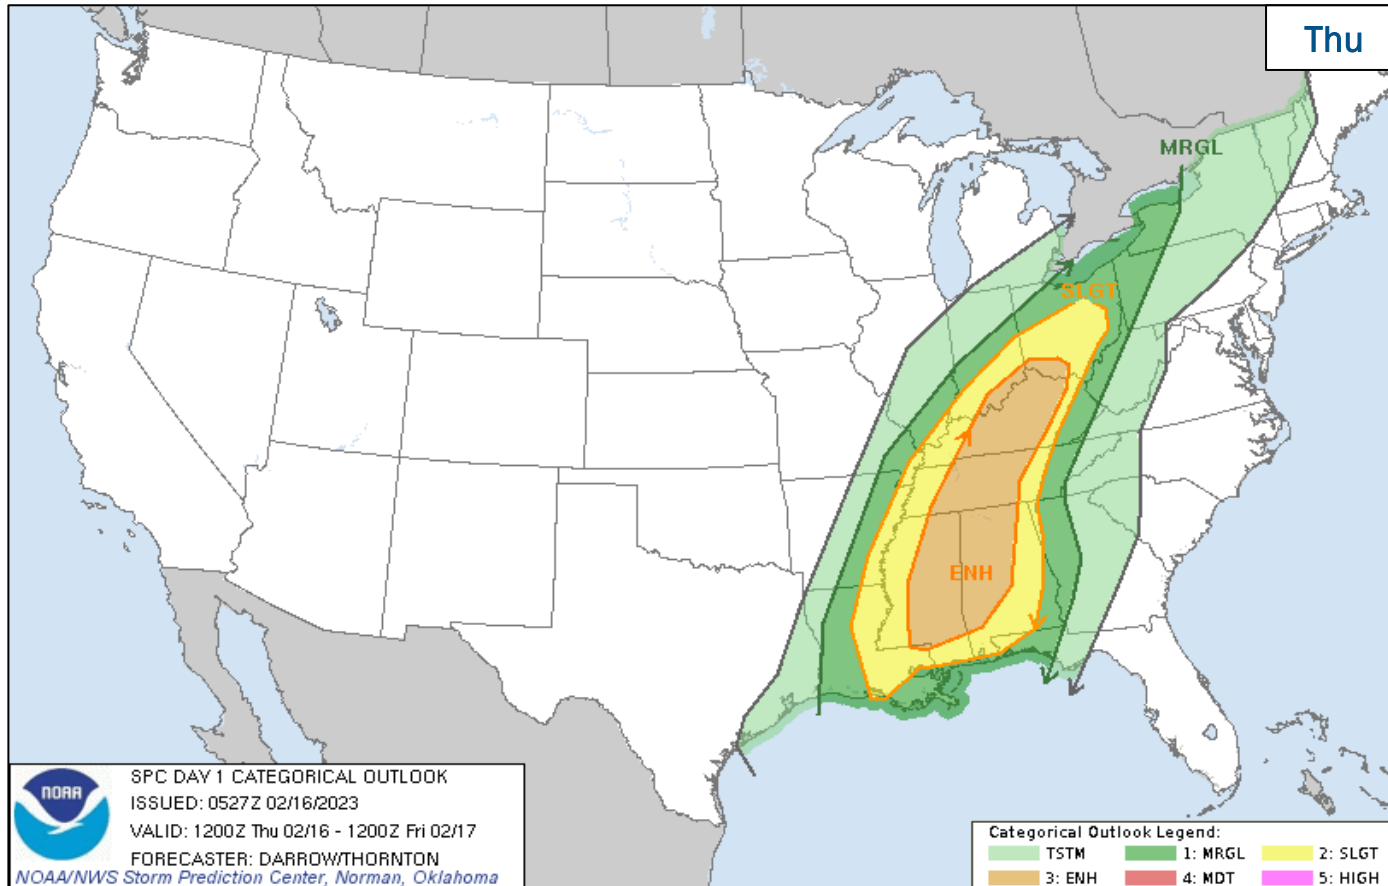 Thu
MRGL
SLGT
ENH
NOAA
SPC DAY 1 CATEGORICAL OUTLOOK
ISSUED: 0527Z 02/16/2023
VALID: 1200Z Thu 02/16 - 1200Z Fri 02/17
FORECASTER: DARROW/THORNTON
NOAA/NWS Storm Prediction Center, Norman, Oklahoma
Categorical Outlook Legend:
TSTM 1: MRGL 2: SLGT
3: ENH 4: MDT 5: HIGH